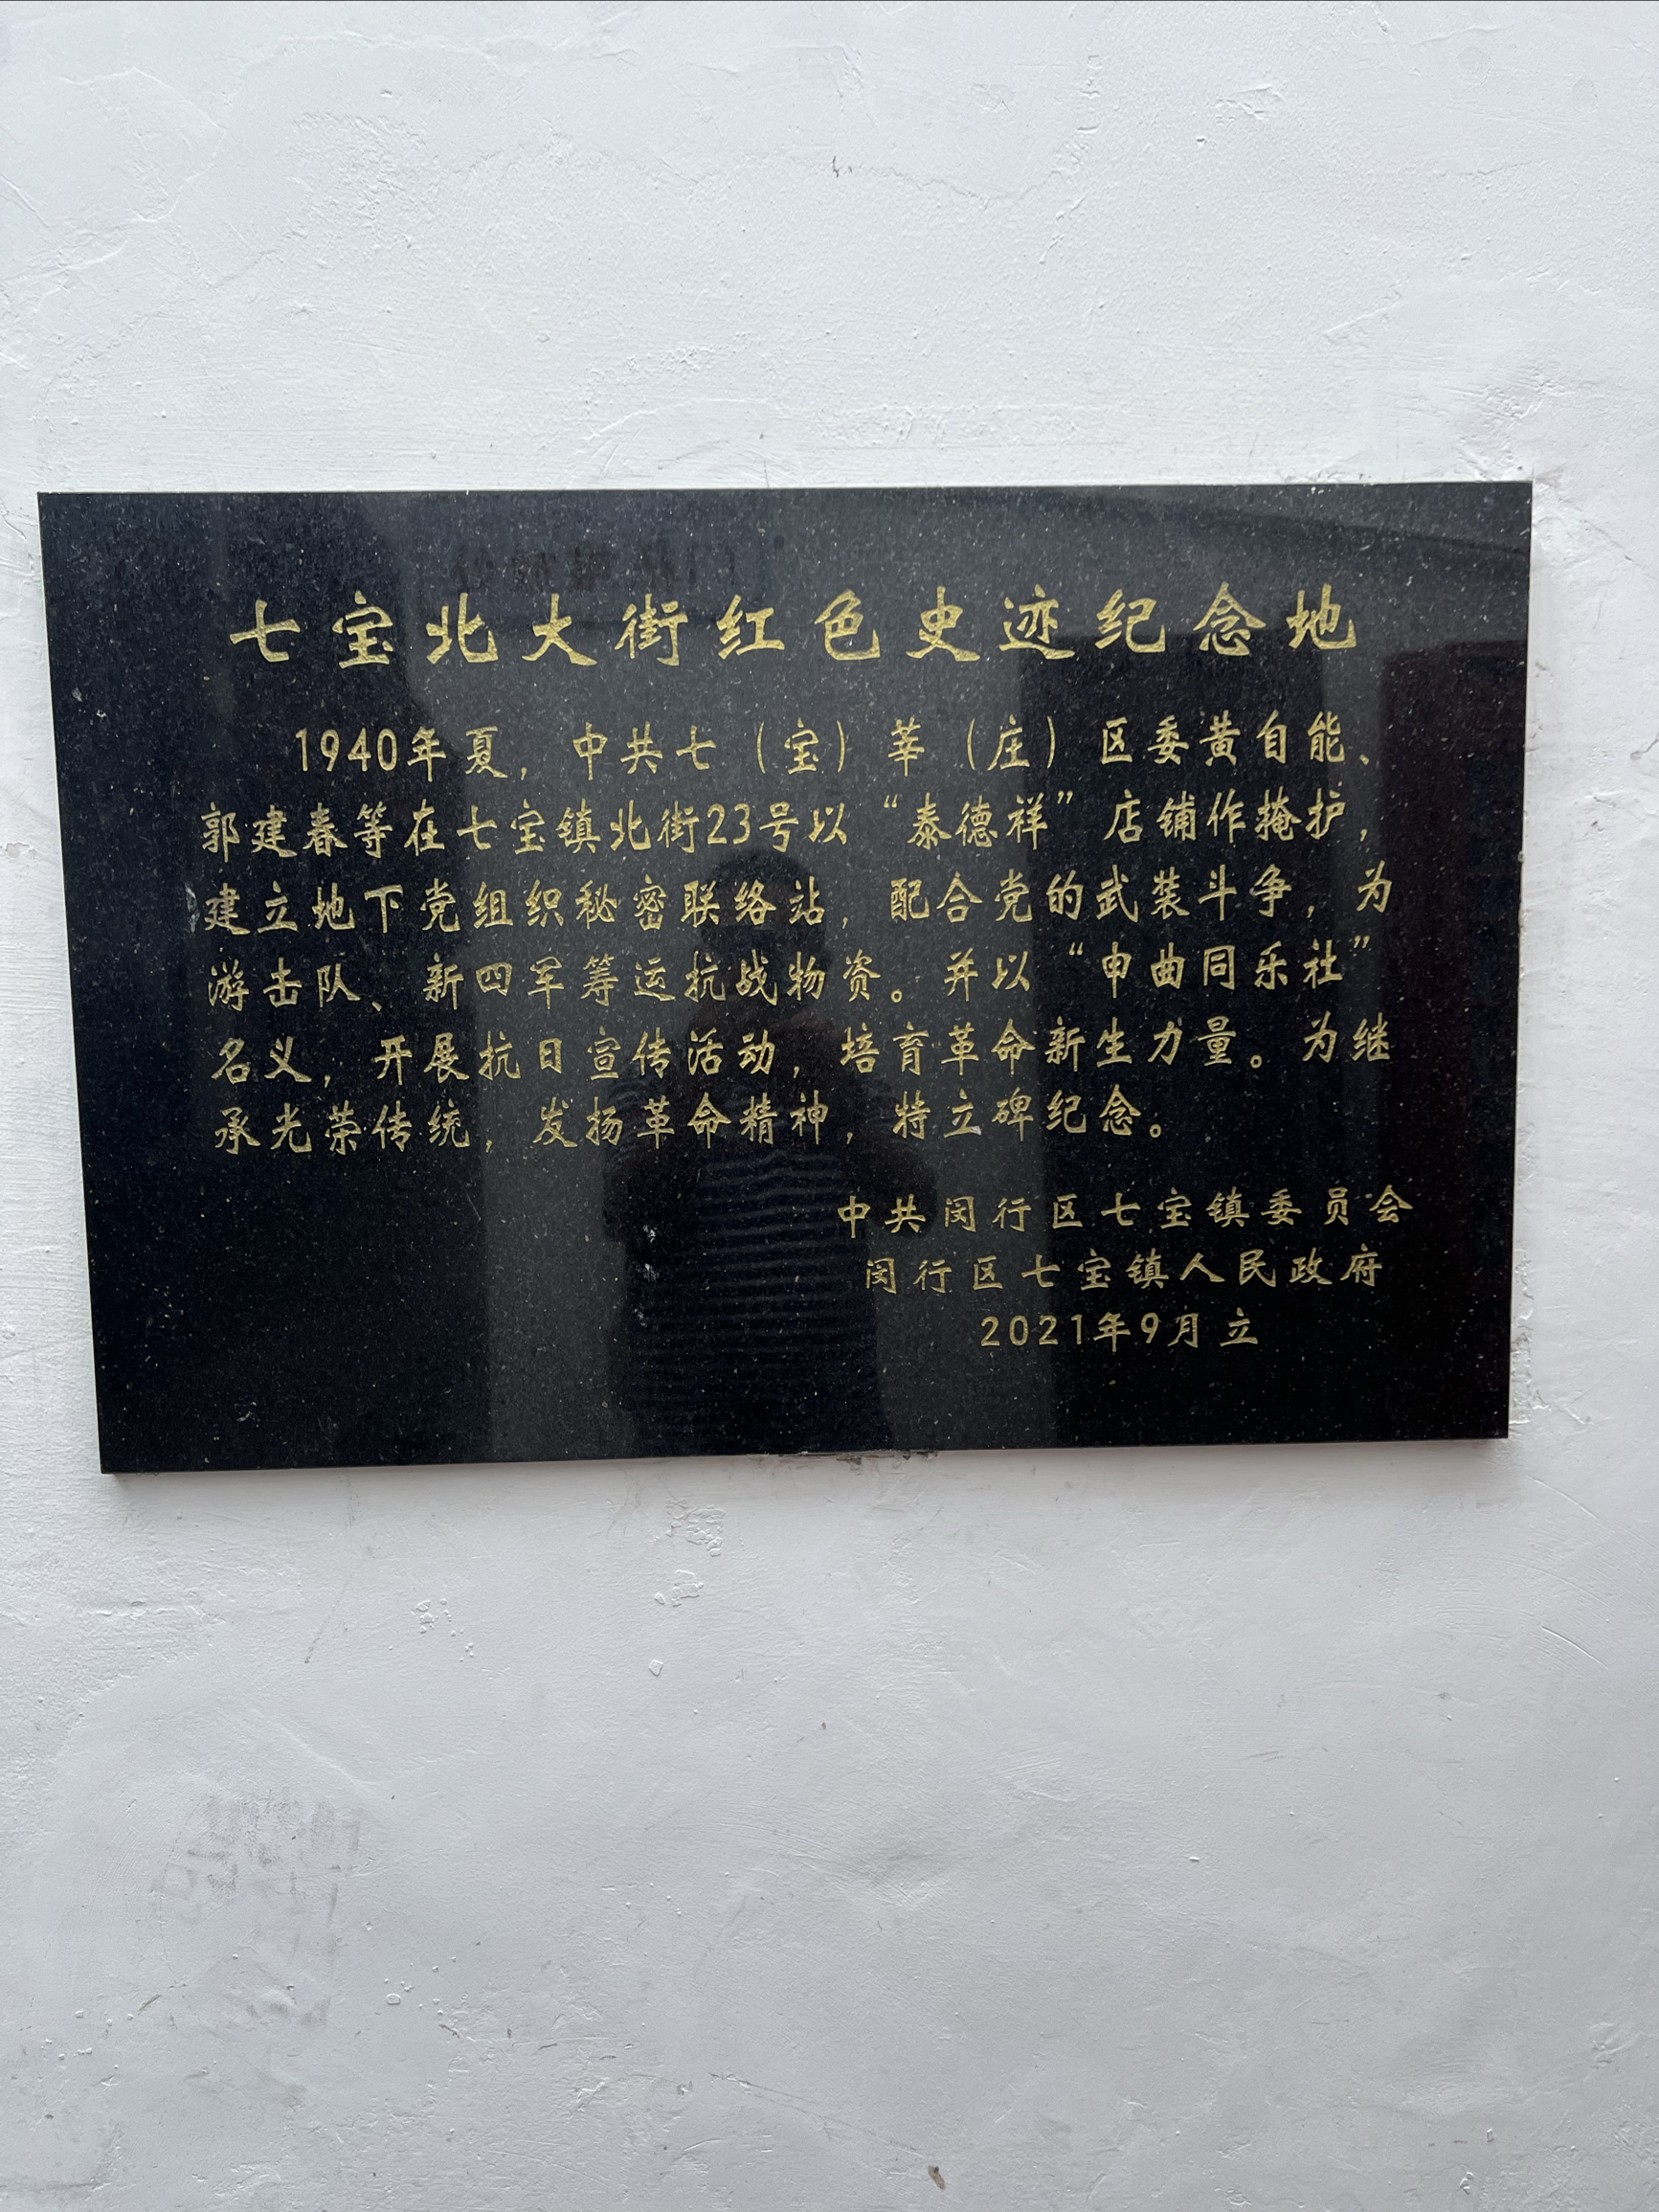 七宝北大街红色史迹纪念地
1940年夏，中共七（宝）莘（庄）区委黄自能、
郭建春等在七宝镇北街23号以“泰德祥”店铺作掩护，
建立地下党组织秘密联络站，配合党的武装斗争，为
游击队、新四军筹运抗战物资。并以“申曲同乐社”
名义，开展抗日宣传活动，培育革命新生力量。为继
承光荣传统，发扬革命精神，特立碑纪念。
中共闵行区七宝镇委员会
闵行区七宝镇人民政府
2021年9月立